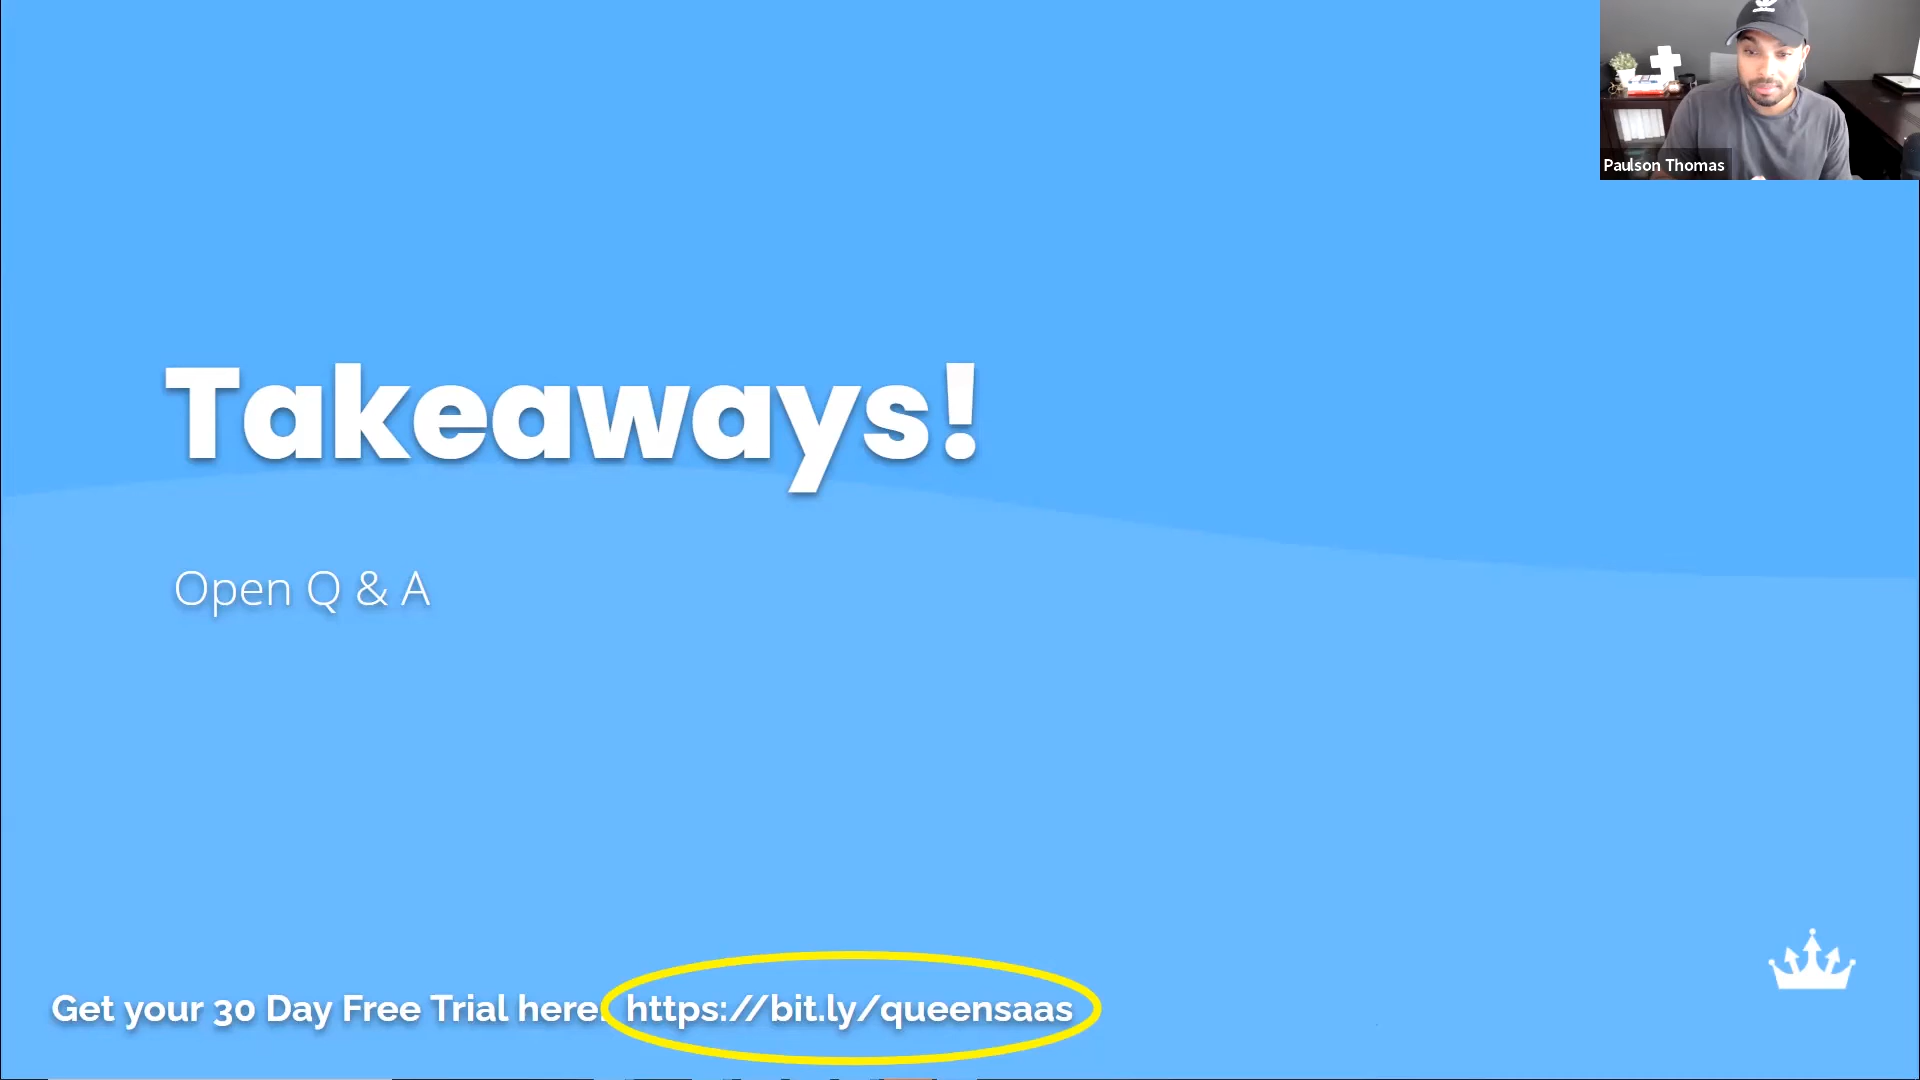 Paulson Thomas
Takeaways!
Open Q & A
Get your 30 Day Free Trial here: https://bit.ly/queensaas